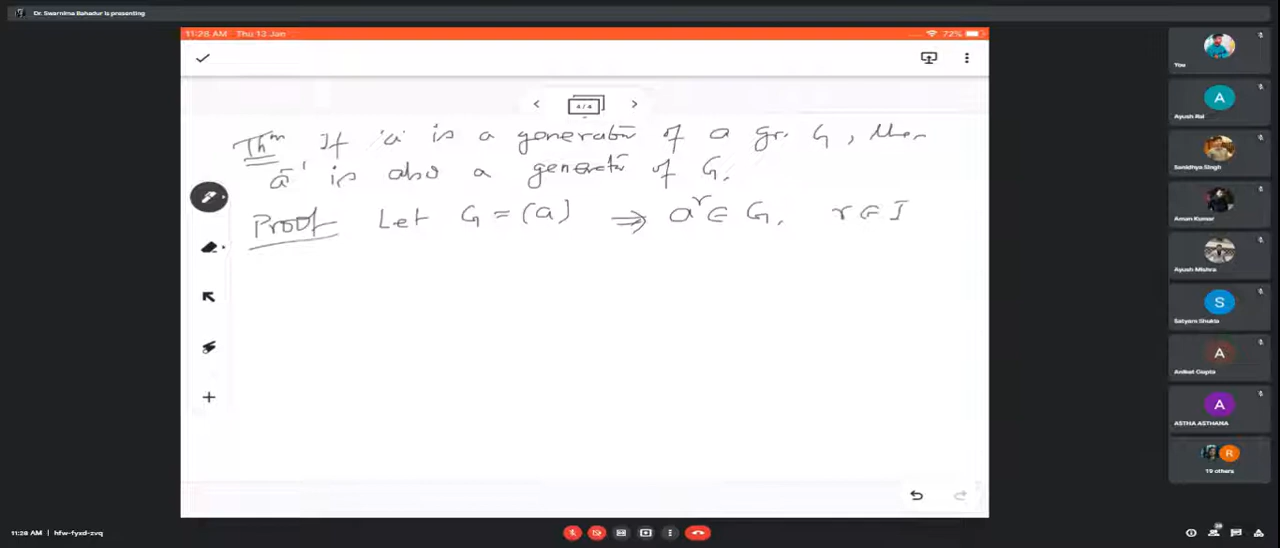 Dr. Swarnima Bahadur is presenting
11:28 AM Thu 13 Jan
72%
4/4
Thm If 'a' is a generator of a gr. G, then
a⁻¹ is also a generator of G.
Proof Let G = (a) ⇒ aʳ ∈ G, r ∈ I
You
A
Ayush Rai
Sanidhya Singh
Aman Kumar
Ayush Mishra
S
Satyam Shukla
A
Aniket Gupta
A
ASTHA ASTHANA
R
19 others
11:28 AM | hfw-fyxd-zvq